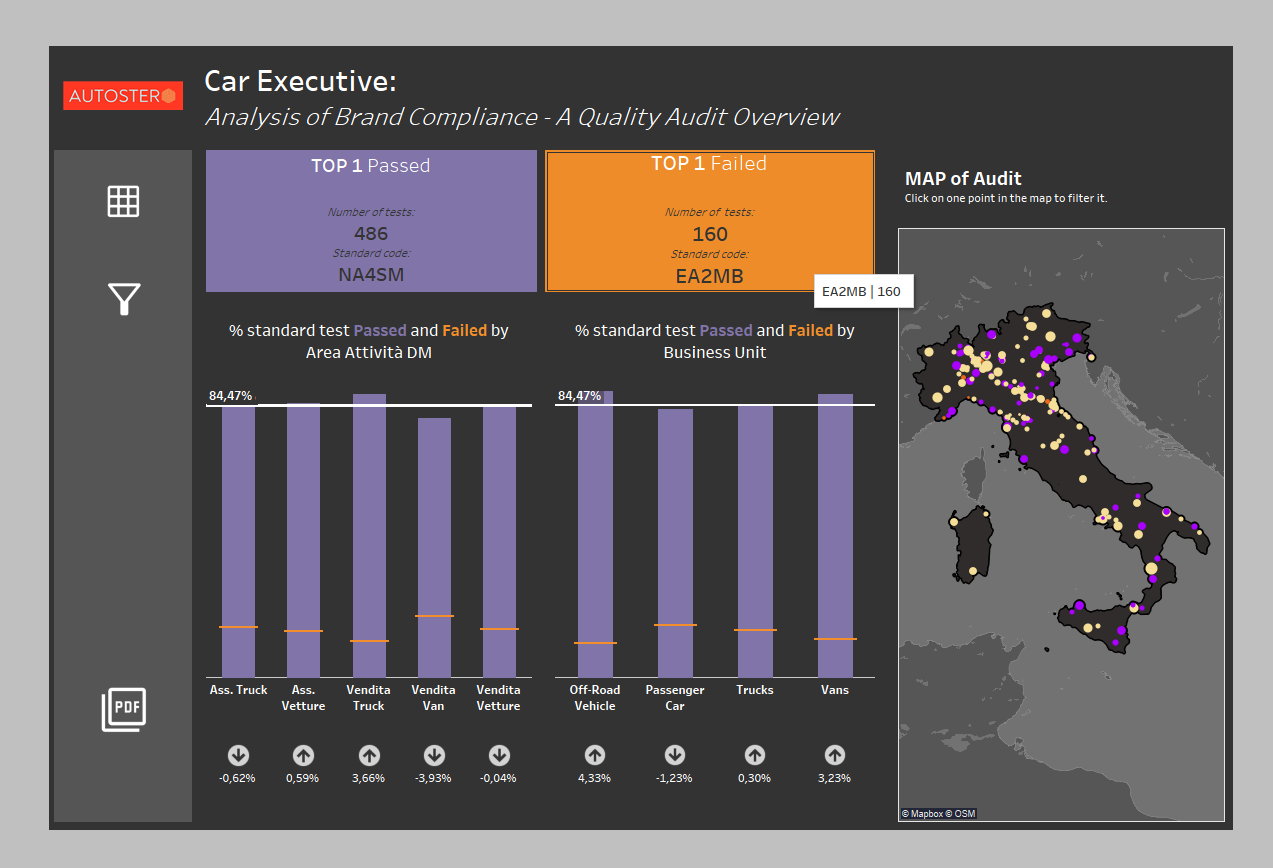 AUTOSTERO
Car Executive:
Analysis of Brand Compliance - A Quality Audit Overview
TOP 1 Passed
Number of tests:
486
Standard code:
NA4SM
TOP 1 Failed
Number of tests:
160
Standard code:
EA2MB
EA2MB | 160
MAP of Audit
Click on one point in the map to filter it.
% standard test Passed and Failed by
Area Attività DM
84,47%
Ass. Truck
Ass.
Vetture
Vendita
Truck
Vendita
Van
Vendita
Vetture
-0,62%
0,59%
3,66%
-3,93%
-0,04%
% standard test Passed and Failed by
Business Unit
84,47%
Off-Road
Vehicle
Passenger
Car
Trucks
Vans
4,33%
-1,23%
0,30%
3,23%
PDF
© Mapbox © OSM